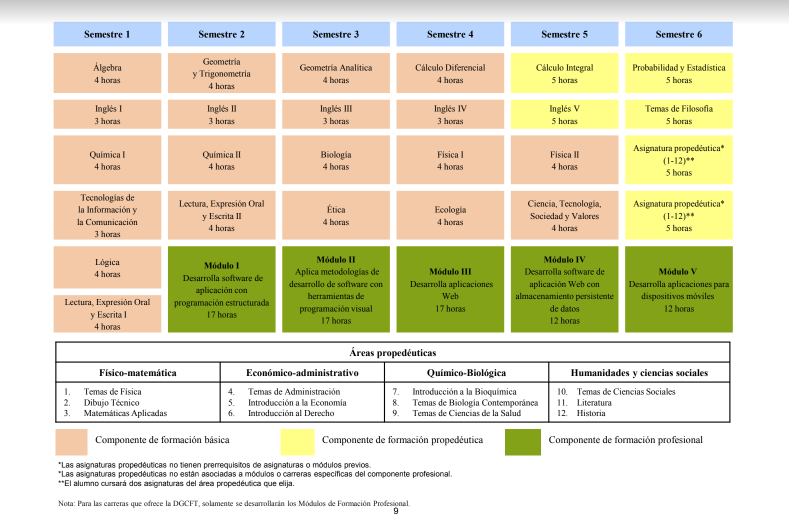 Semestre 1
Semestre 2
Semestre 3
Semestre 4
Semestre 5
Semestre 6
Álgebra
4 horas
Geometría
y Trigonometría
4 horas
Geometría Analítica
4 horas
Cálculo Diferencial
4 horas
Cálculo Integral
5 horas
Probabilidad y Estadística
5 horas
Inglés I
3 horas
Inglés II
3 horas
Inglés III
3 horas
Inglés IV
3 horas
Inglés V
5 horas
Temas de Filosofía
5 horas
Química I
4 horas
Química II
4 horas
Biología
4 horas
Física I
4 horas
Física II
4 horas
Asignatura propedéutica*
(1-12)**
5 horas
Tecnologías de
la Información y
la Comunicación
3 horas
Lectura, Expresión Oral
y Escrita II
4 horas
Ética
4 horas
Ecología
4 horas
Ciencia, Tecnología,
Sociedad y Valores
4 horas
Asignatura propedéutica*
(1-12)**
5 horas
Lógica
4 horas
Lectura, Expresión Oral
y Escrita I
4 horas
Módulo I
Desarrolla software de
aplicación con
programación estructurada
17 horas
Módulo II
Aplica metodologías de
desarrollo de software con
herramientas de
programación visual
17 horas
Módulo III
Desarrolla aplicaciones
Web
17 horas
Módulo IV
Desarrolla software de
aplicación Web con
almacenamiento persistente
de datos
12 horas
Módulo V
Desarrolla aplicaciones para
dispositivos móviles
12 horas
Áreas propedéuticas
Físico-matemática
Económico-administrativo
Químico-Biológica
Humanidades y ciencias sociales
1. Temas de Física
2. Dibujo Técnico
3. Matemáticas Aplicadas
4. Temas de Administración
5. Introducción a la Economía
6. Introducción al Derecho
7. Introducción a la Bioquímica
8. Temas de Biología Contemporánea
9. Temas de Ciencias de la Salud
10. Temas de Ciencias Sociales
11. Literatura
12. Historia
Componente de formación básica
Componente de formación propedéutica
Componente de formación profesional
*Las asignaturas propedéuticas no tienen prerrequisitos de asignaturas o módulos previos.
*Las asignaturas propedéuticas no están asociadas a módulos o carreras específicas del componente profesional.
**El alumno cursará dos asignaturas del área propedéutica que elija.
Nota: Para las carreras que ofrece la DGCFT, solamente se desarrollarán los Módulos de Formación Profesional.
9